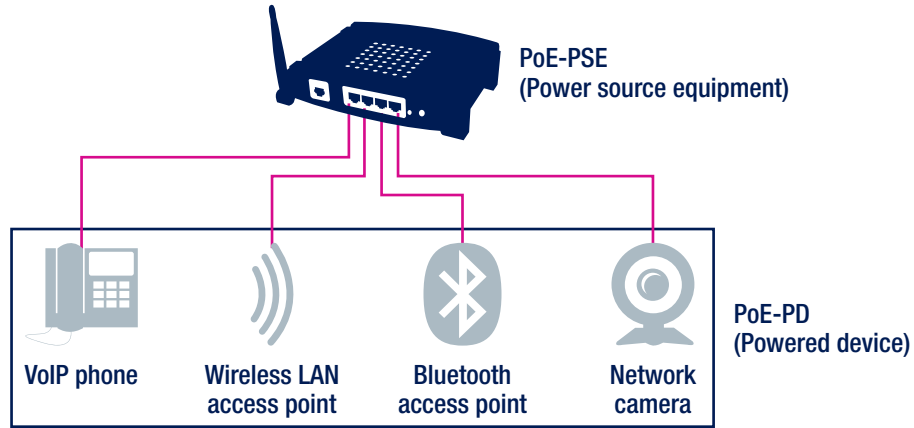 PoE-PSE
(Power source equipment)
PoE-PD
(Powered device)
VoIP phone
Wireless LAN
access point
Bluetooth
access point
Network
camera